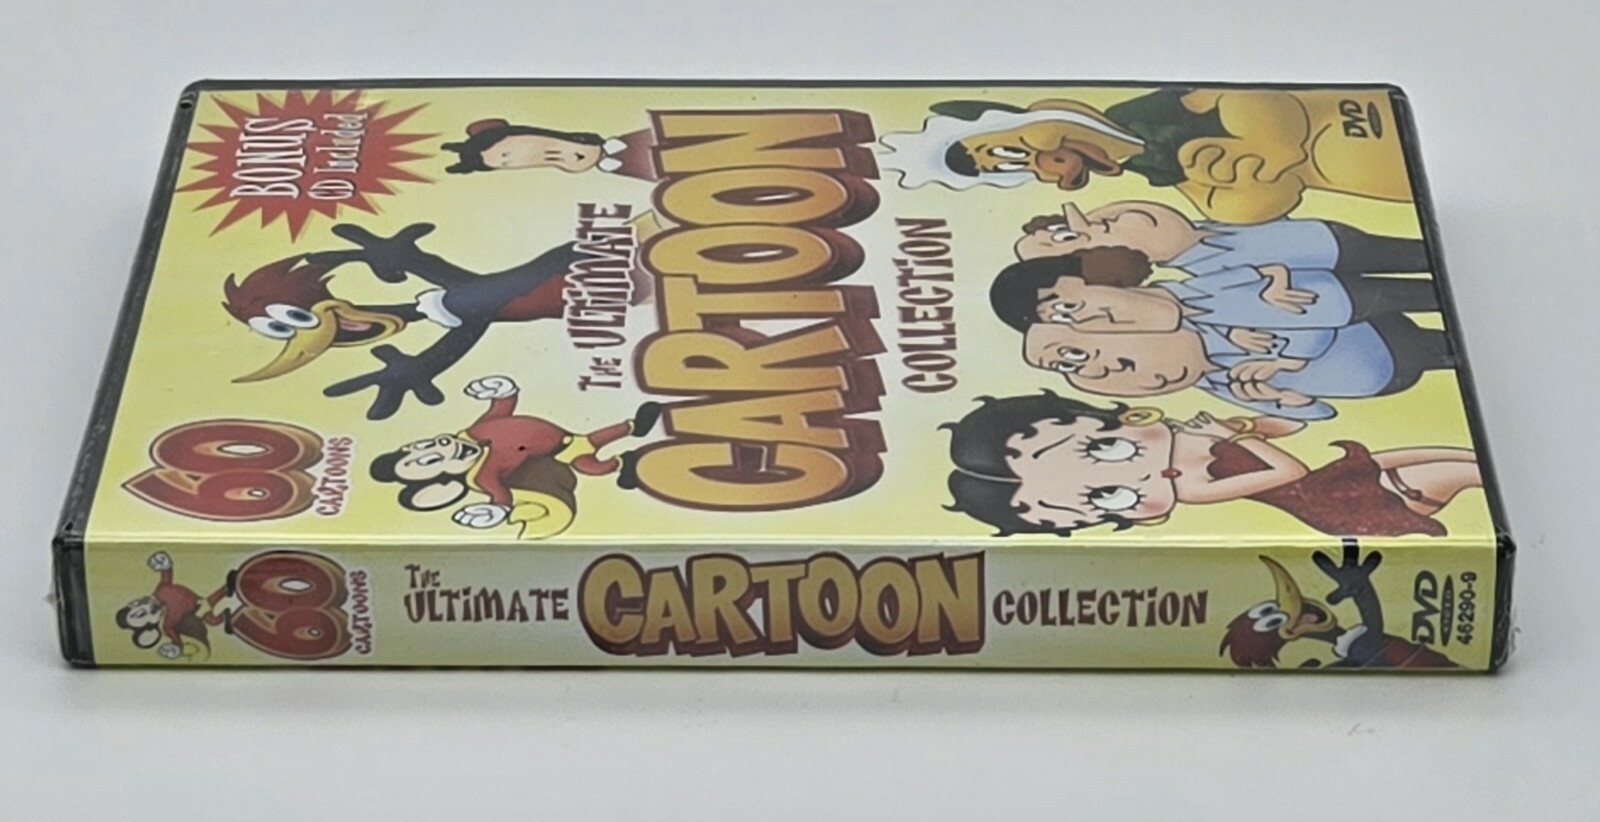 BONUS
CD Included
THE ULTIMATE
CARTOON
COLLECTION
60
CARTOONS
DVD
60
CARTOONS
THE
ULTIMATE
CARTOON
COLLECTION
DVD
VIDEO
46290-9